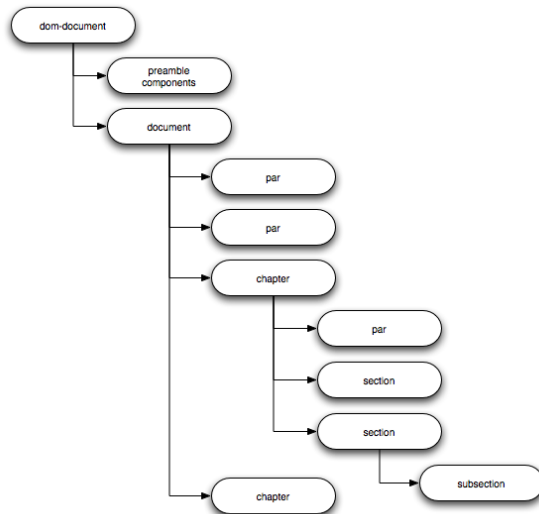 dom-document
preamble
components
document
par
par
chapter
par
section
section
subsection
chapter